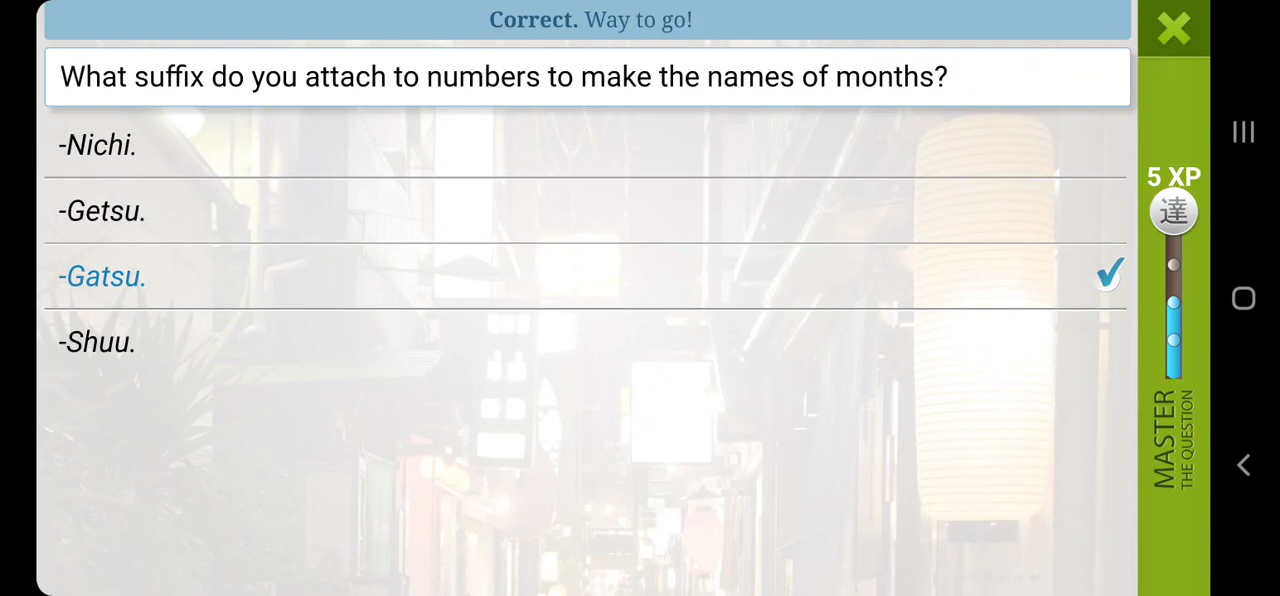 Correct. Way to go!
What suffix do you attach to numbers to make the names of months?
-Nichi.
-Getsu.
-Gatsu.
-Shuu.
5 XP
達
MASTER
THE QUESTION